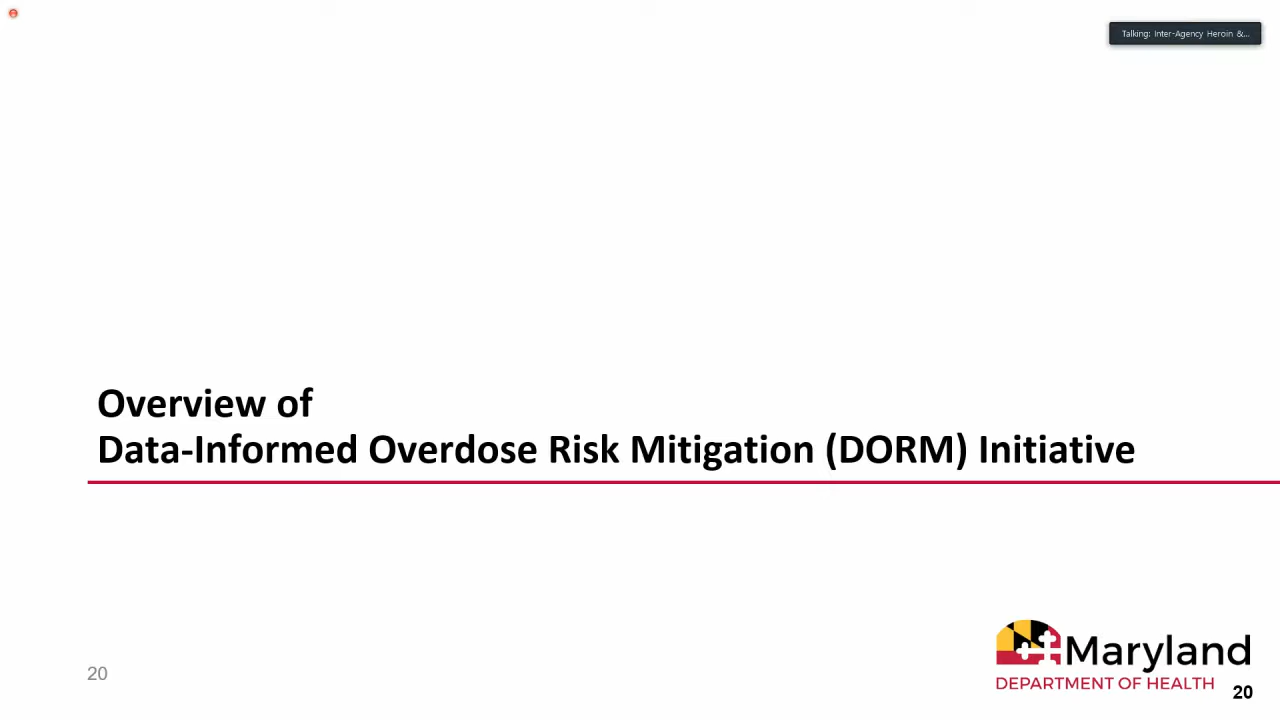 Talking: Inter-Agency Heroin &...
Overview of
Data-Informed Overdose Risk Mitigation (DORM) Initiative
Maryland
DEPARTMENT OF HEALTH
20
20